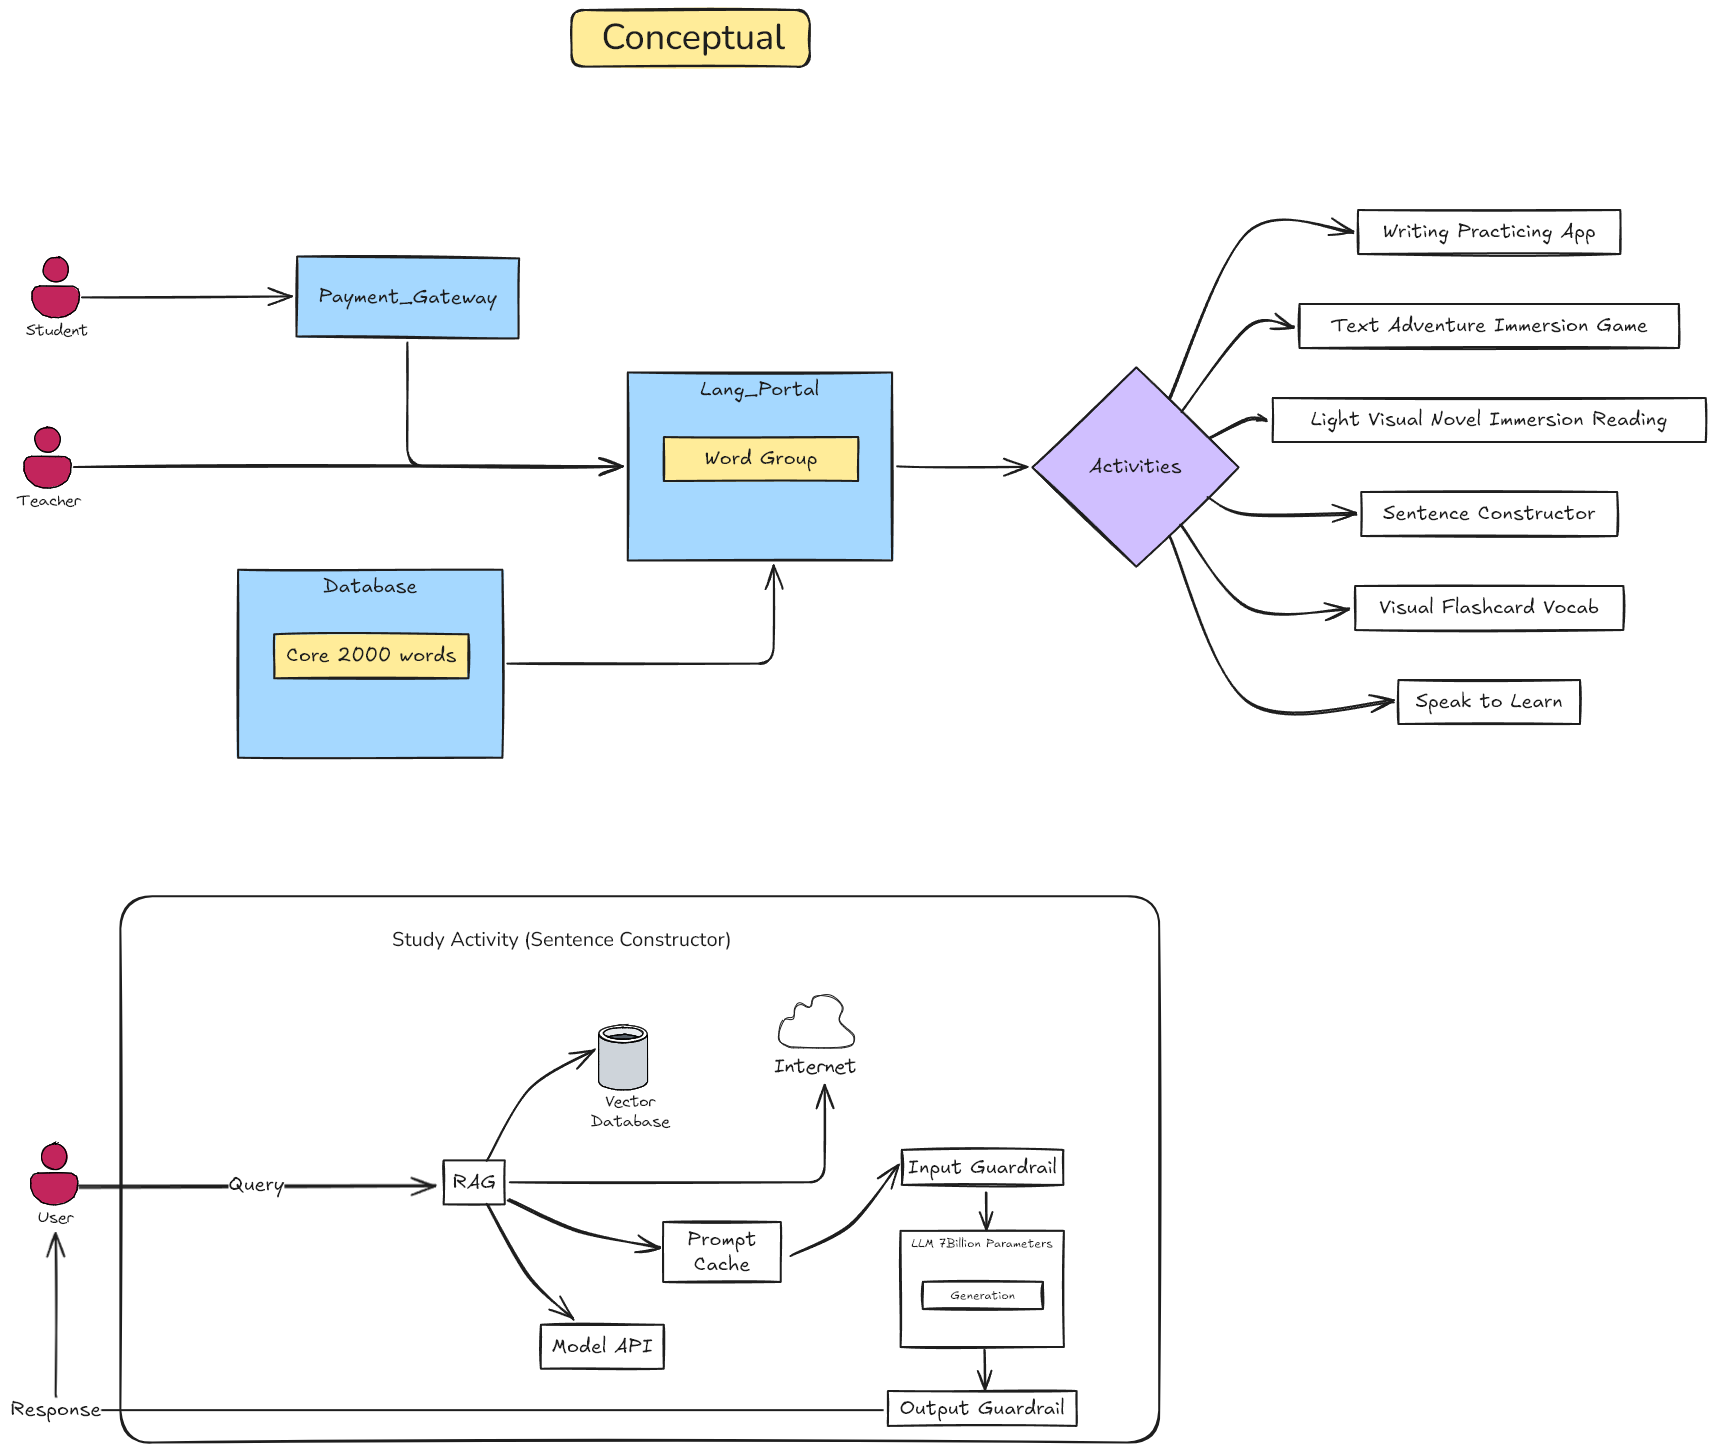 Conceptual
Student
Payment_Gateway
Teacher
Lang_Portal
Word Group
Database
Core 2000 words
Activities
Writing Practicing App
Text Adventure Immersion Game
Light Visual Novel Immersion Reading
Sentence Constructor
Visual Flashcard Vocab
Speak to Learn
Study Activity (Sentence Constructor)
User
Query
RAG
Vector
Database
Internet
Prompt
Cache
Model API
Input Guardrail
LLM 7Billion Parameters
Generation
Output Guardrail
Response